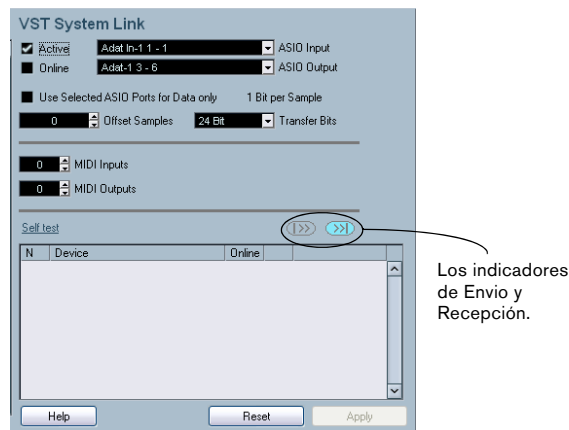 VST System Link
Active Adat In-1 1 - 1 ASIO Input
Online Adat-1 3 - 6 ASIO Output
Use Selected ASIO Ports for Data only 1 Bit per Sample
0 Offset Samples 24 Bit Transfer Bits
0 MIDI Inputs
0 MIDI Outputs
Self test
N Device Online
Los indicadores
de Envio y
Recepción.
Help Reset Apply